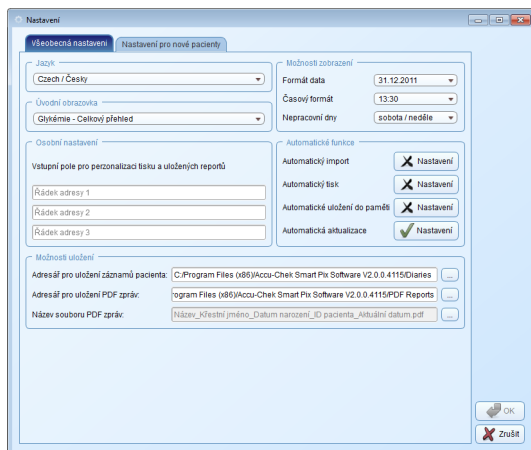 Nastavení
Všeobecná nastavení
Nastavení pro nové pacienty
Jazyk
Czech / Česky
Úvodní obrazovka
Glykémie - Celkový přehled
Možnosti zobrazení
Formát data 31.12.2011
Časový formát 13:30
Nepracovní dny sobota / neděle
Osobní nastavení
Vstupní pole pro perzonalizaci tisku a uložených reportů
Řádek adresy 1
Řádek adresy 2
Řádek adresy 3
Automatické funkce
Automatický import Nastavení
Automatický tisk Nastavení
Automatické uložení do paměti Nastavení
Automatická aktualizace Nastavení
Možnosti uložení
Adresář pro uložení záznamů pacienta: C:/Program Files (x86)/Accu-Chek Smart Pix Software V2.0.0.4115/Diaries ...
Adresář pro uložení PDF zpráv: rogram Files (x86)/Accu-Chek Smart Pix Software V2.0.0.4115/PDF Reports ...
Název souboru PDF zpráv: Název_Křestní jméno_Datum narození_ID pacienta_Aktuální datum.pdf ...
OK
Zrušit